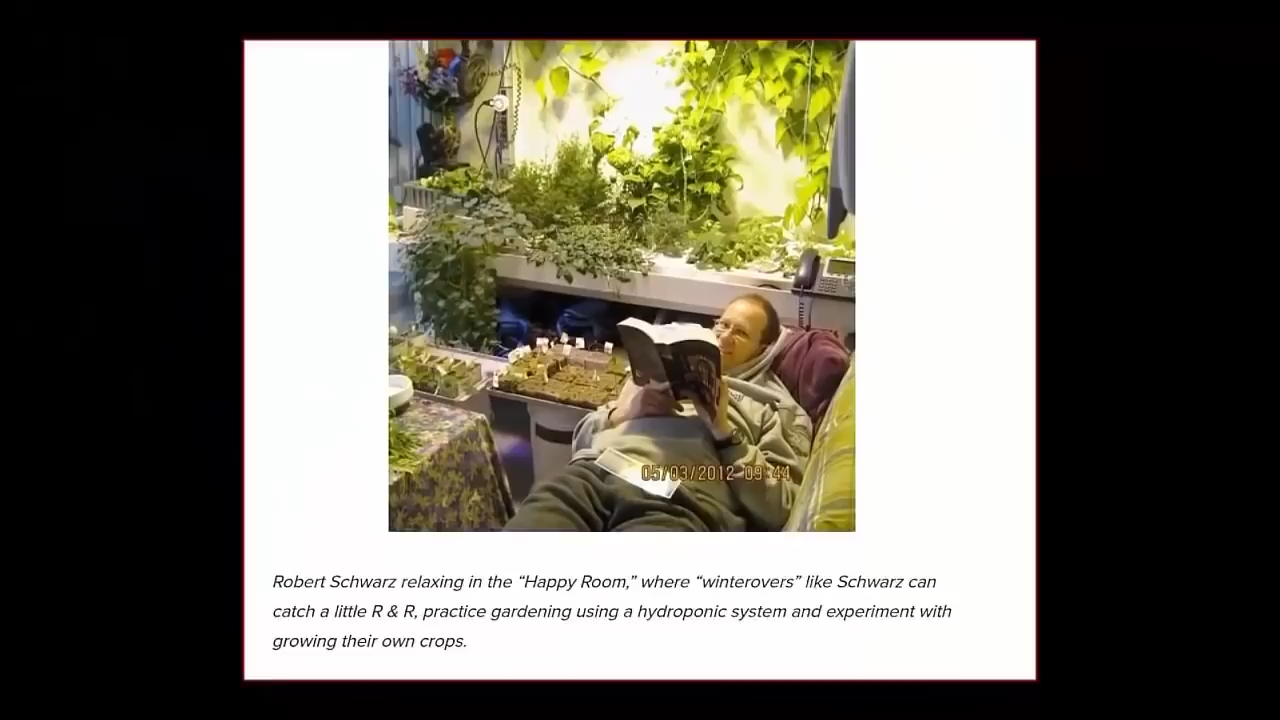 05/03/2012 09:44
Robert Schwarz relaxing in the “Happy Room,” where “winterovers” like Schwarz can
catch a little R & R, practice gardening using a hydroponic system and experiment with
growing their own crops.